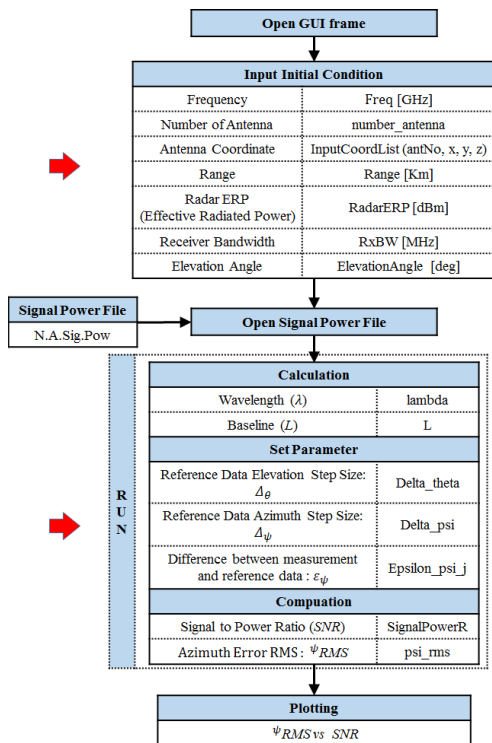 Open GUI frame
Input Initial Condition
Frequency Freq [GHz]
Number of Antenna number_antenna
Antenna Coordinate InputCoordList (antNo, x, y, z)
Range Range [Km]
Radar ERP
(Effective Radiated Power) RadarERP [dBm]
Receiver Bandwidth RxBW [MHz]
Elevation Angle ElevationAngle [deg]
Signal Power File
N.A.Sig.Pow
Open Signal Power File
RUN
Calculation
Wavelength (λ) lambda
Baseline (L) L
Set Parameter
Reference Data Elevation Step Size:
Δθ Delta_theta
Reference Data Azimuth Step Size:
Δψ Delta_psi
Difference between measurement
and reference data : εψ Epsilon_psi_j
Compuation
Signal to Power Ratio (SNR) SignalPowerR
Azimuth Error RMS : ψRMS psi_rms
Plotting
ψRMS vs SNR